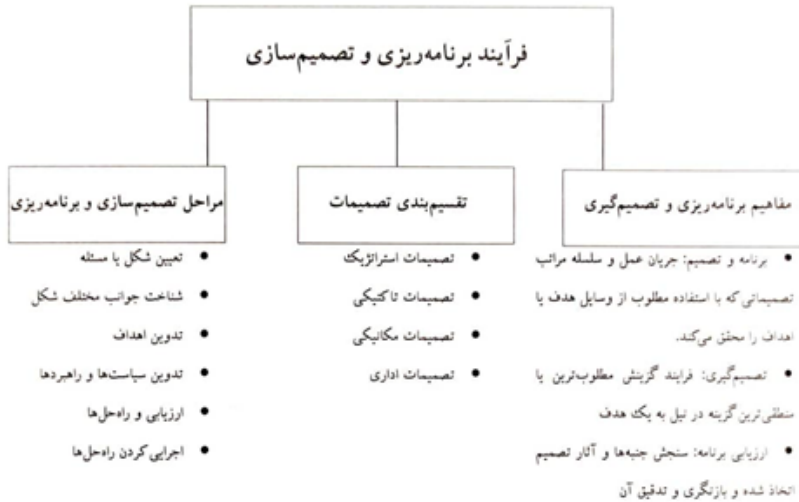 فرآیند برنامه‌ریزی و تصمیم‌سازی
مفاهیم برنامه‌ریزی و تصمیم‌گیری
• برنامه و تصمیم: جریان عمل و سلسله مراتب
تصمیماتی که با استفاده مطلوب از وسایل هدف یا
اهداف را محقق می‌کند.
• تصمیم‌گیری: فرایند گزینش مطلوب‌ترین یا
منطقی‌ترین گزینه در نیل به یک هدف
• ارزیابی برنامه: سنجش جنبه‌ها و آثار تصمیم
اتخاذ شده و بازنگری و تدقیق آن
تقسیم‌بندی تصمیمات
• تصمیمات استراتژیک
• تصمیمات تاکتیکی
• تصمیمات مکانیکی
• تصمیمات اداری
مراحل تصمیم‌سازی و برنامه‌ریزی
• تعیین شکل یا مسئله
• شناخت جوانب مختلف شکل
• تدوین اهداف
• تدوین سیاست‌ها و راهبردها
• ارزیابی و راه‌حل‌ها
• اجرایی کردن راه‌حل‌ها